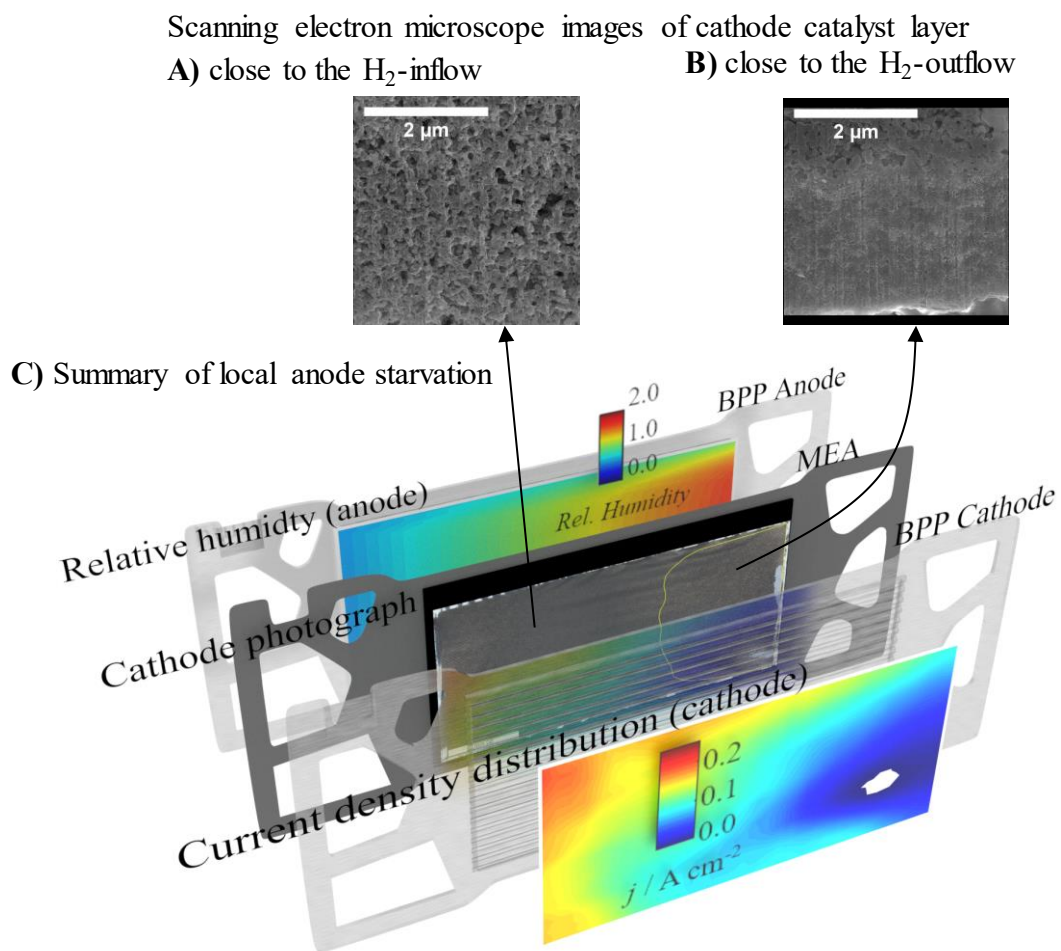 Scanning electron microscope images of cathode catalyst layer
A) close to the H₂-inflow
B) close to the H₂-outflow
2 µm
2 µm
C) Summary of local anode starvation
BPP Anode
2.0
1.0
0.0
MEA
Rel. Humidity
Relative humidty (anode)
BPP Cathode
Cathode photograph
Current density distribution (cathode)
0.2
0.1
0.0
j / A cm⁻²